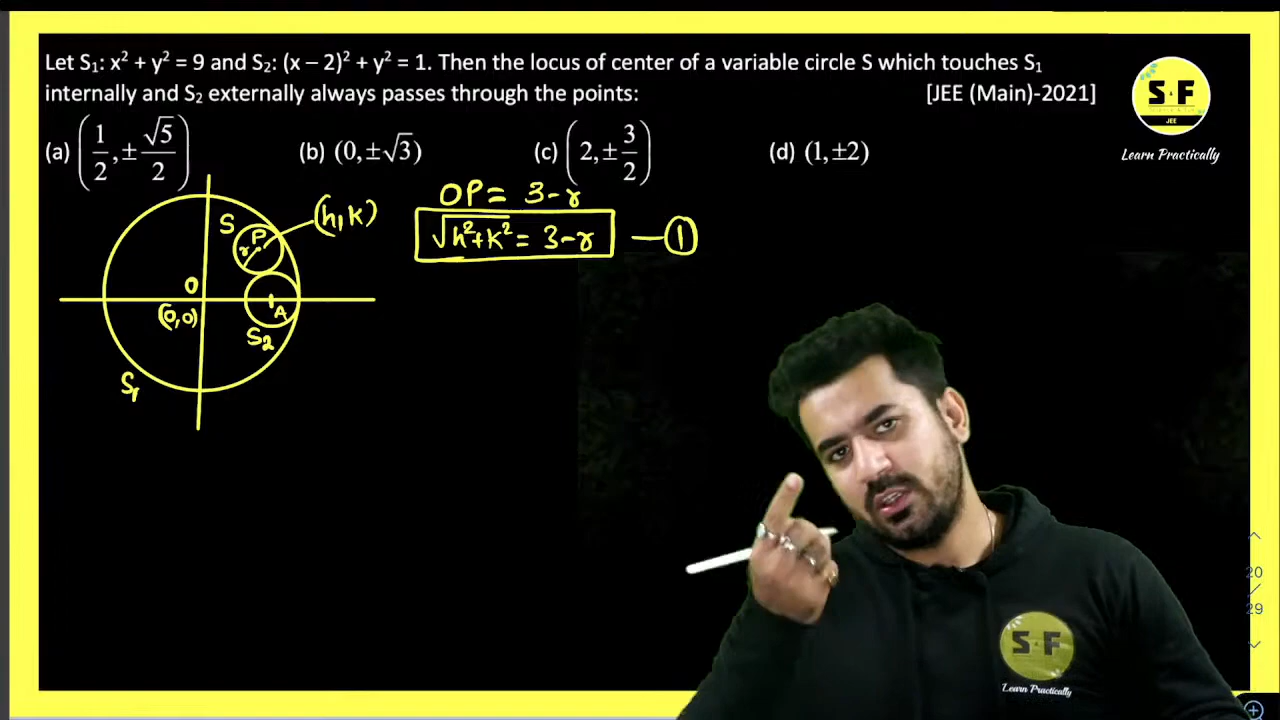 Let S₁: x² + y² = 9 and S₂: (x – 2)² + y² = 1. Then the locus of center of a variable circle S which touches S₁
internally and S₂ externally always passes through the points: [JEE (Main)-2021]
(a) (1/2, ±√5/2) (b) (0, ±√3) (c) (2, ±3/2) (d) (1, ±2)
S&F
JEE
Learn Practically
OP = 3-r
√h²+k² = 3-r —①
(h,k)
S
P
r
O
(0,0)
A
S₂
S₁
20
/
29
S&F
Learn Practically